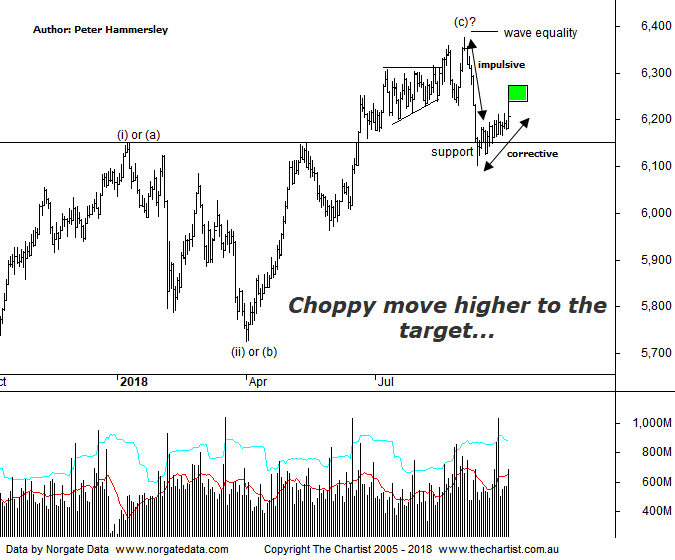 Author: Peter Hammersley
(c)?
wave equality
impulsive
(i) or (a)
support
corrective
Choppy move higher to the
target...
(ii) or (b)
6,400
6,300
6,200
6,100
6,000
5,900
5,800
5,700
ct
2018
Apr
Jul
1,000M
800M
600M
400M
Data by Norgate Data www.norgatedata.com Copyright The Chartist 2005 - 2018 www.thechartist.com.au